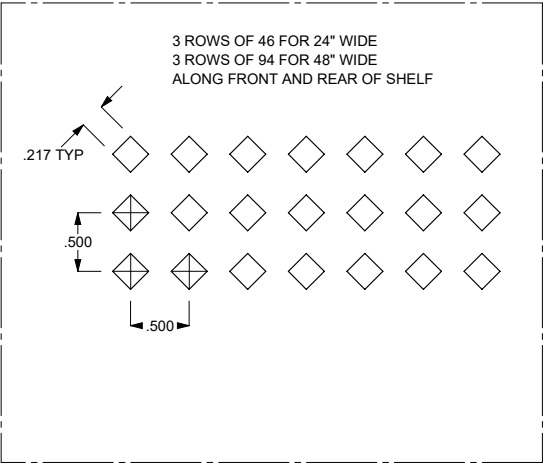 3 ROWS OF 46 FOR 24" WIDE
3 ROWS OF 94 FOR 48" WIDE
ALONG FRONT AND REAR OF SHELF
.217 TYP
.500
.500